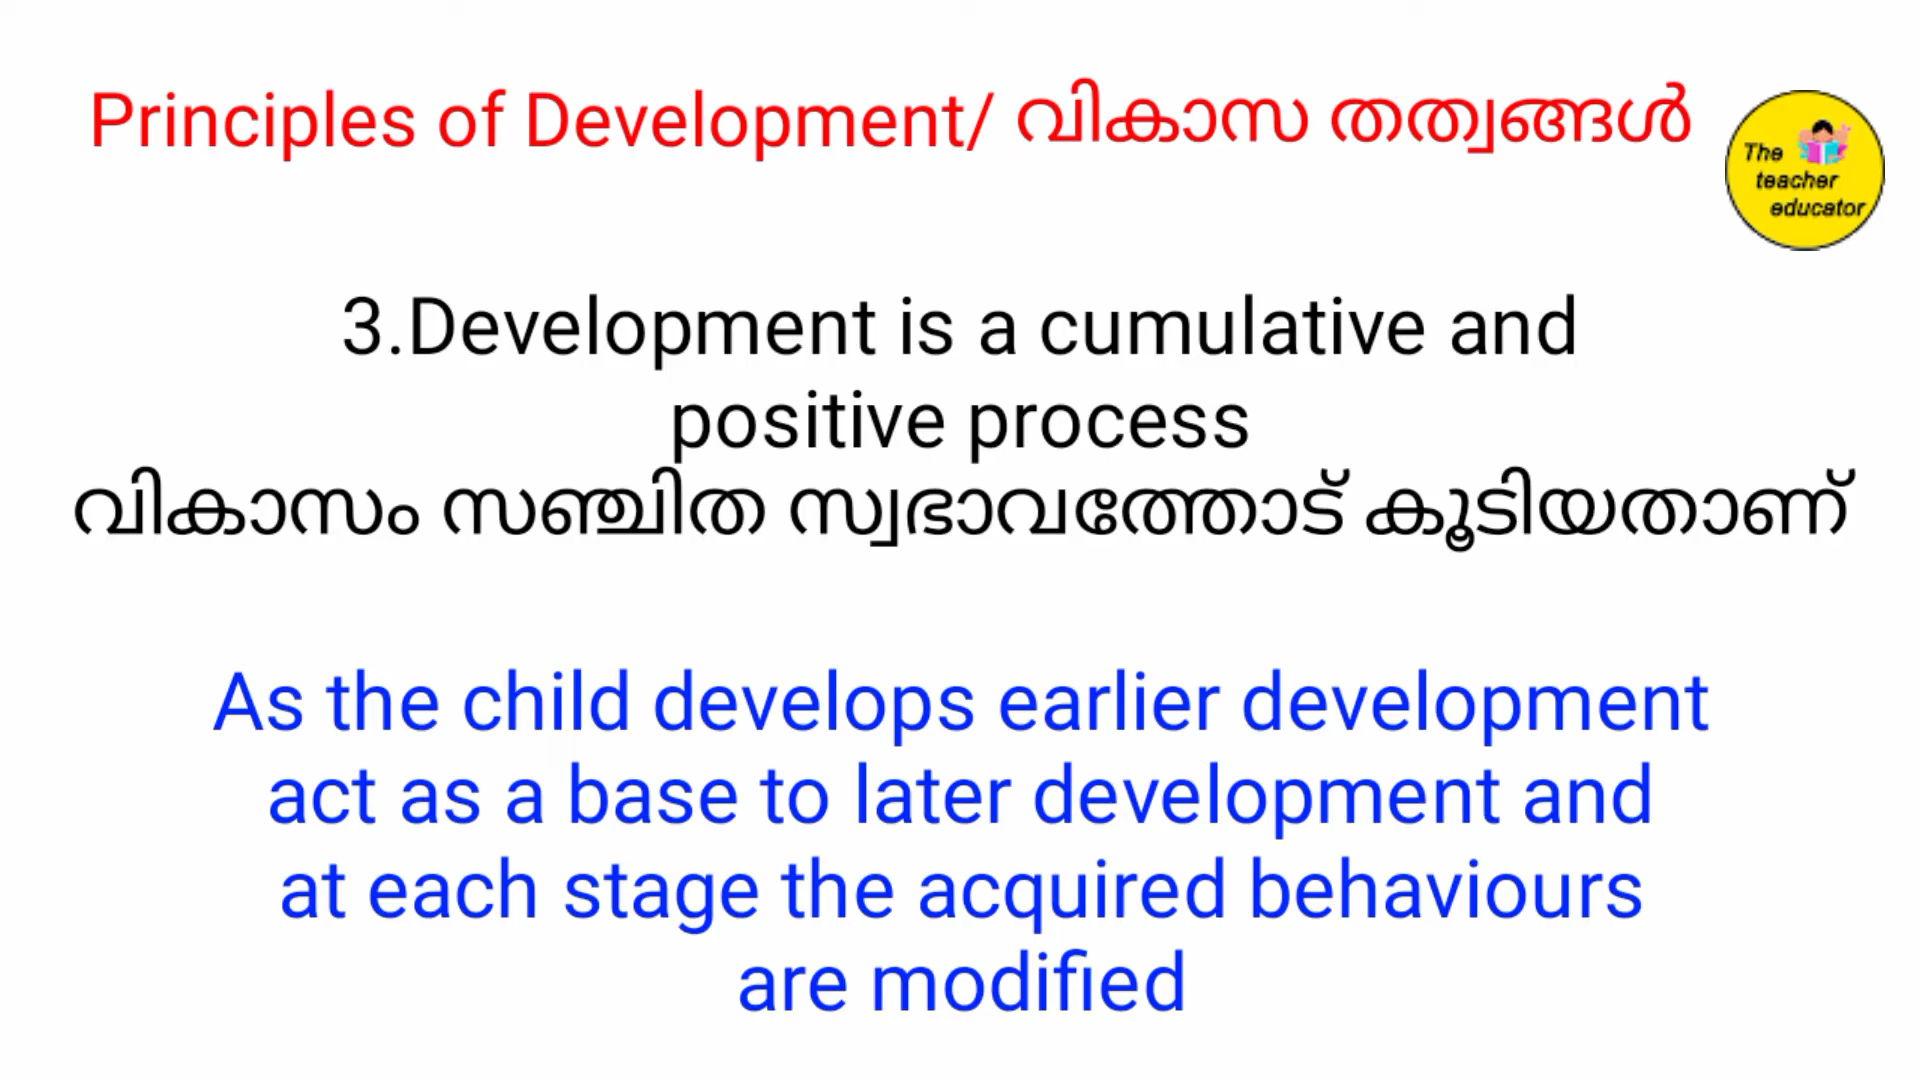 Principles of Development/ വികാസ തത്വങ്ങൾ
The
teacher
educator
3.Development is a cumulative and
positive process
വികാസം സഞ്ചിത സ്വഭാവത്തോട് കൂടിയതാണ്
As the child develops earlier development
act as a base to later development and
at each stage the acquired behaviours
are modified